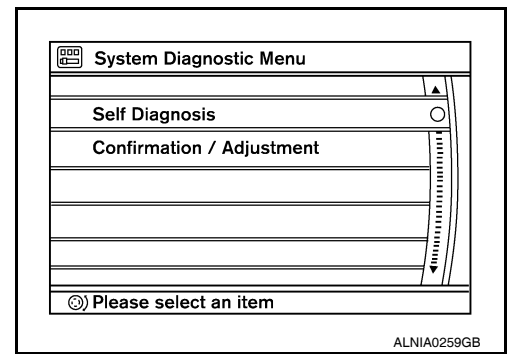 System Diagnostic Menu
Self Diagnosis
Confirmation / Adjustment
Please select an item
ALNIA0259GB